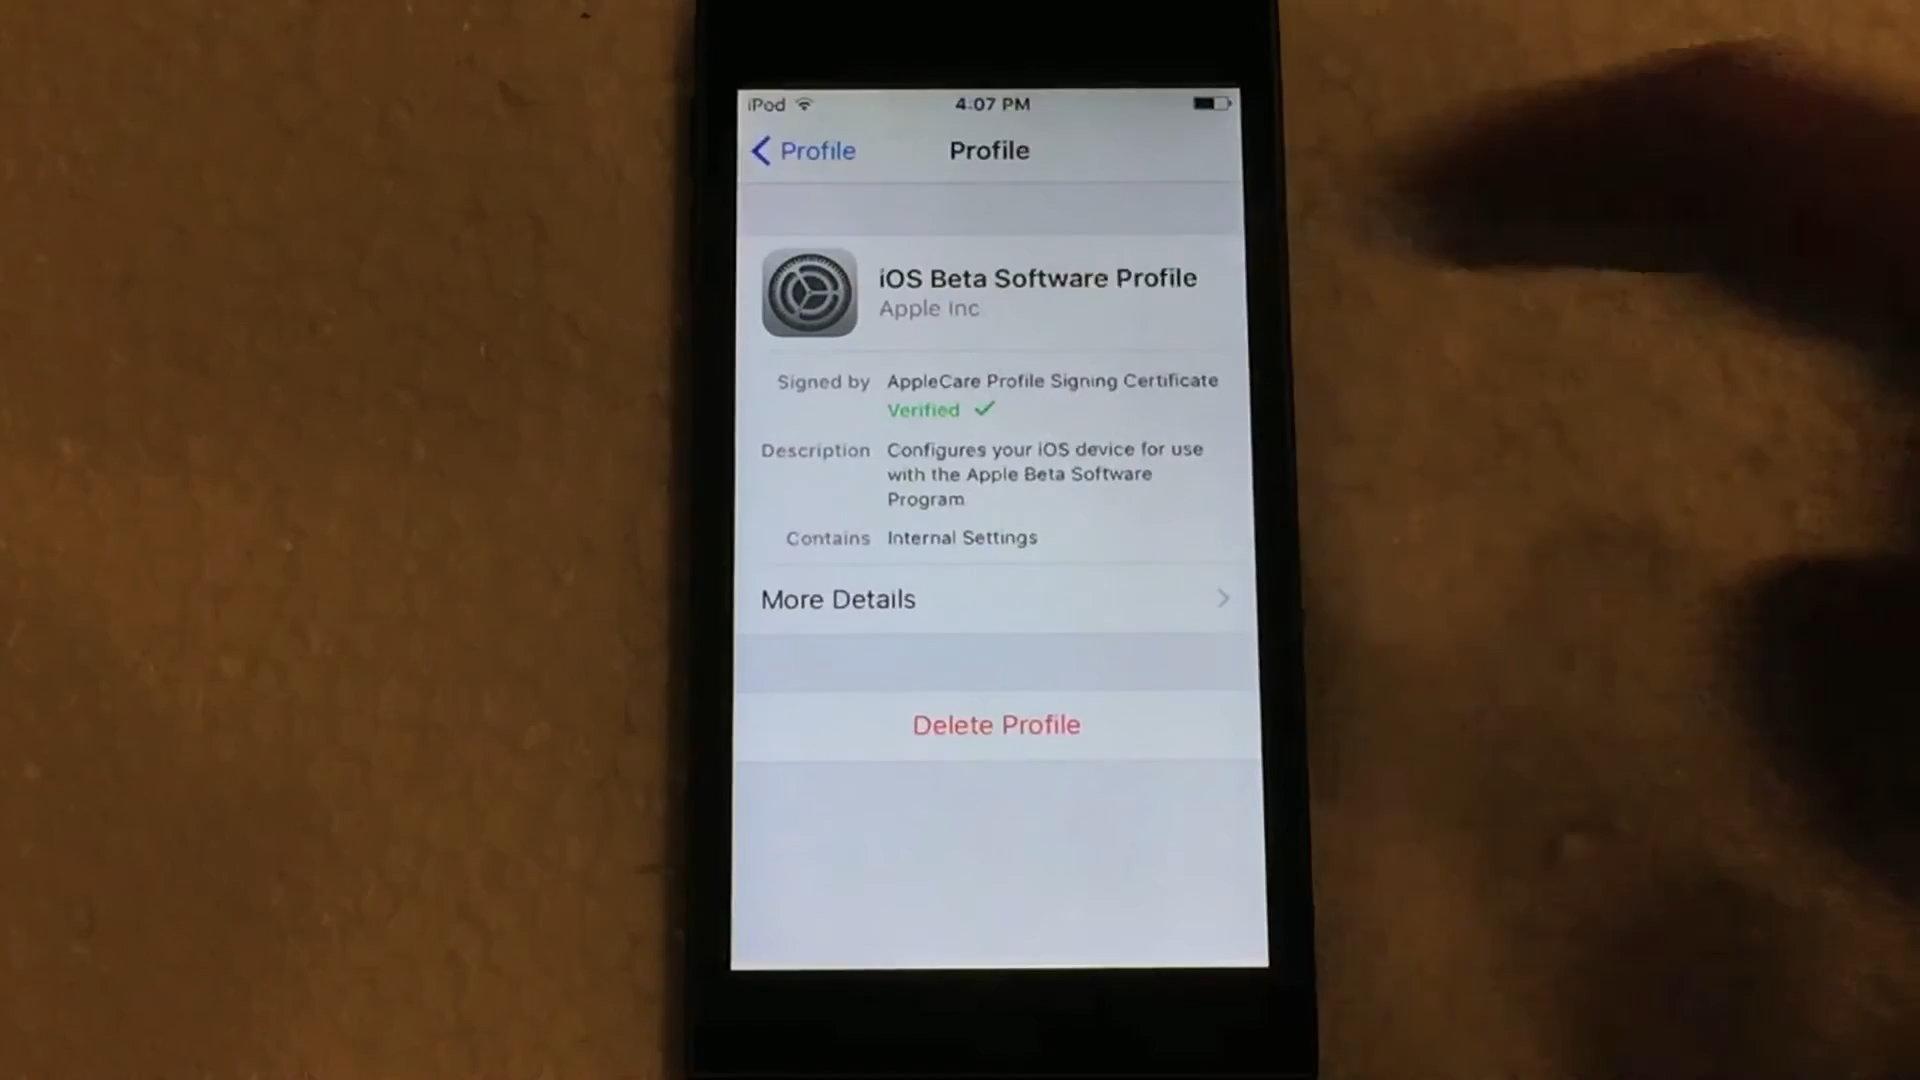 iPod 4:07 PM
Profile Profile
iOS Beta Software Profile
Apple Inc
Signed by AppleCare Profile Signing Certificate
Verified
Description Configures your iOS device for use
with the Apple Beta Software
Program
Contains Internal Settings
More Details
Delete Profile